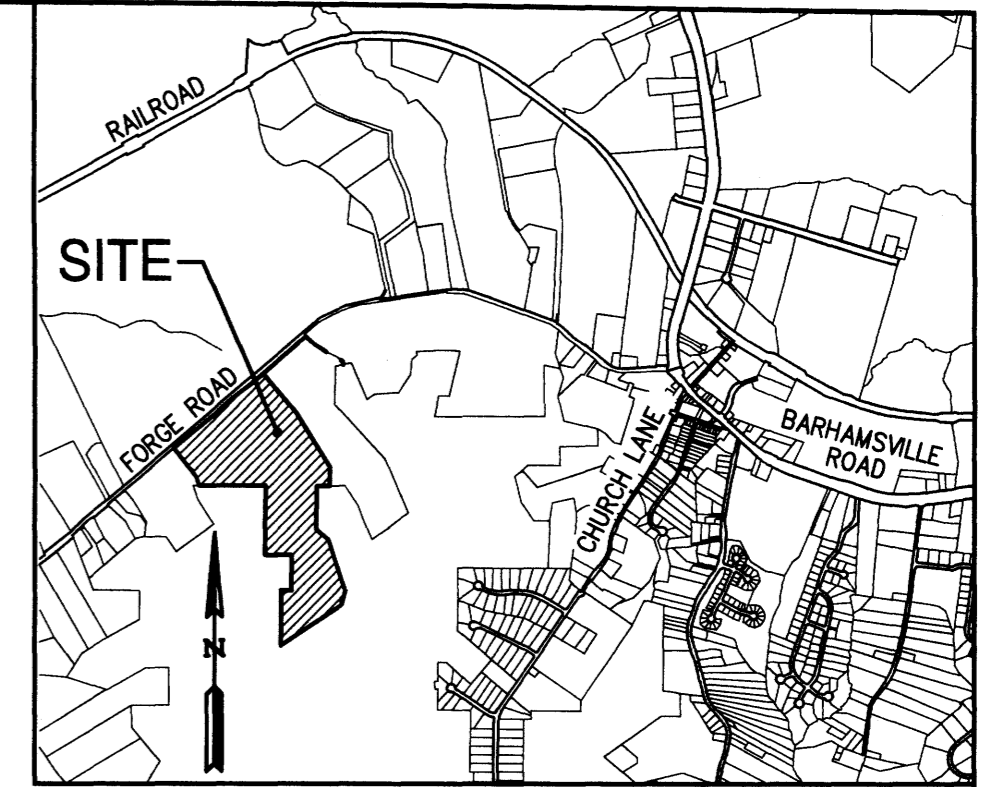 RAILROAD
SITE
FORGE ROAD
CHURCH LANE
BARHAMSVILLE
ROAD
N